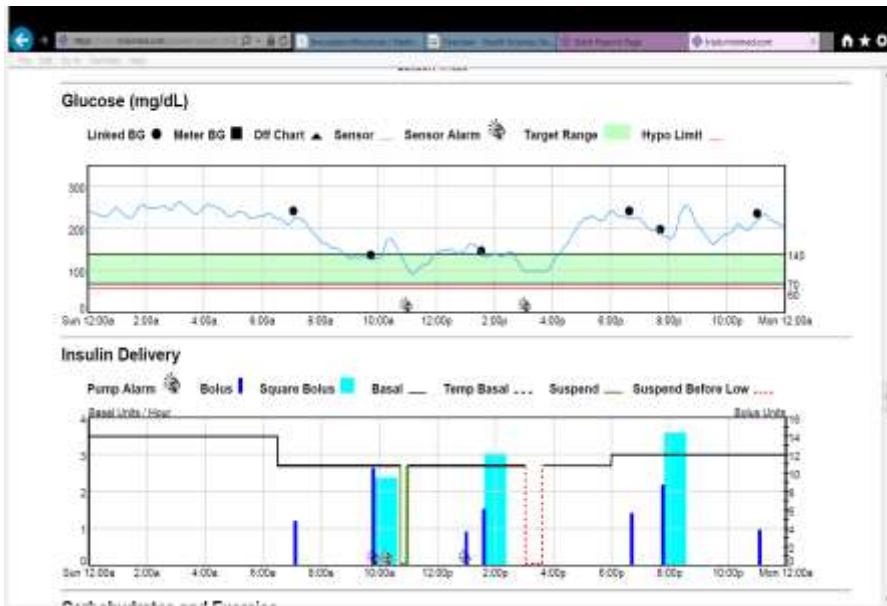 Glucose (mg/dL)
Linked BG Meter BG Off Chart Sensor Sensor Alarm Target Range Hypo Limit
300
200
140
100
70
60
0
Sun 12:00a 2:00a 4:00a 6:00a 8:00a 10:00a 12:00p 2:00p 4:00p 6:00p 8:00p 10:00p Mon 12:00a
Insulin Delivery
Pump Alarm Bolus Square Bolus Basal Temp Basal Suspend Suspend Before Low
Basal Units / Hour Bolus Units
4 16
14
3 12
10
2 8
6
1 4
2
0 0
Sun 12:00a 2:00a 4:00a 6:00a 8:00a 10:00a 12:00p 2:00p 4:00p 6:00p 8:00p 10:00p Mon 12:00a